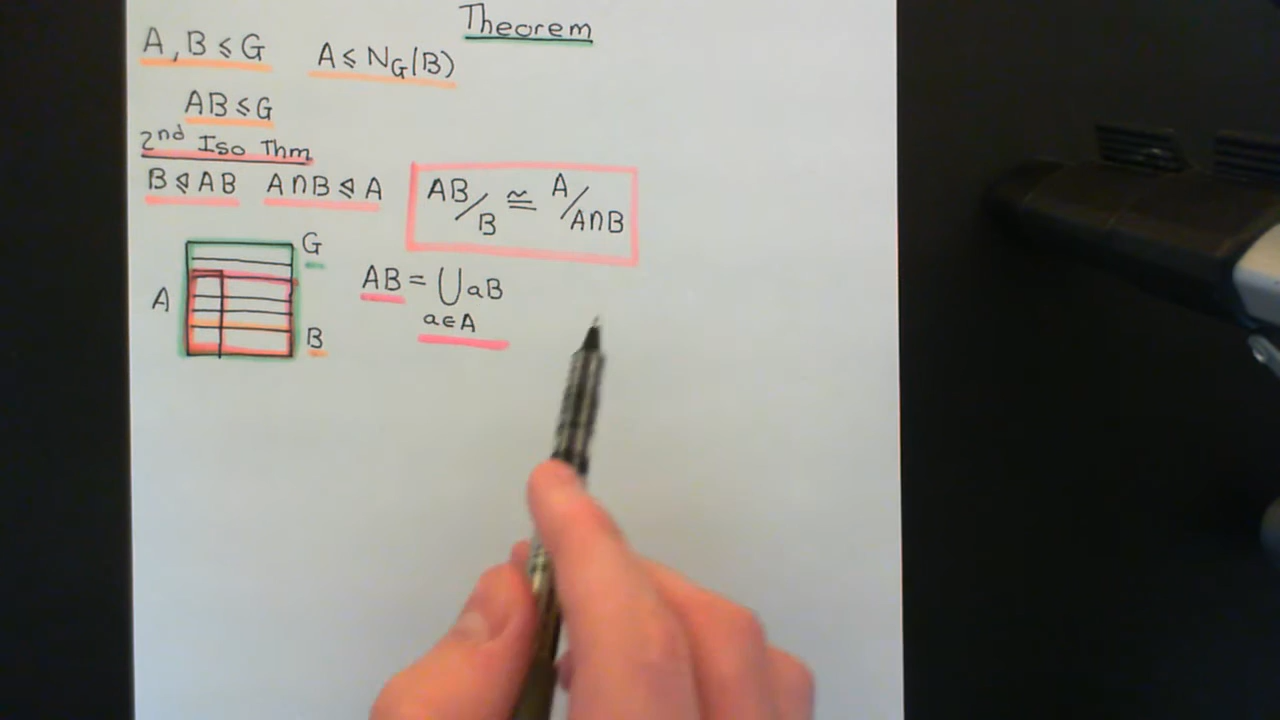 Theorem
A, B ≤ G A ≤ N_G(B)
AB ≤ G
2nd Iso Thm
B ⊴ AB A∩B ⊴ A AB/B ≅ A/A∩B
G
A
B
AB = ⋃ aB
a∈A